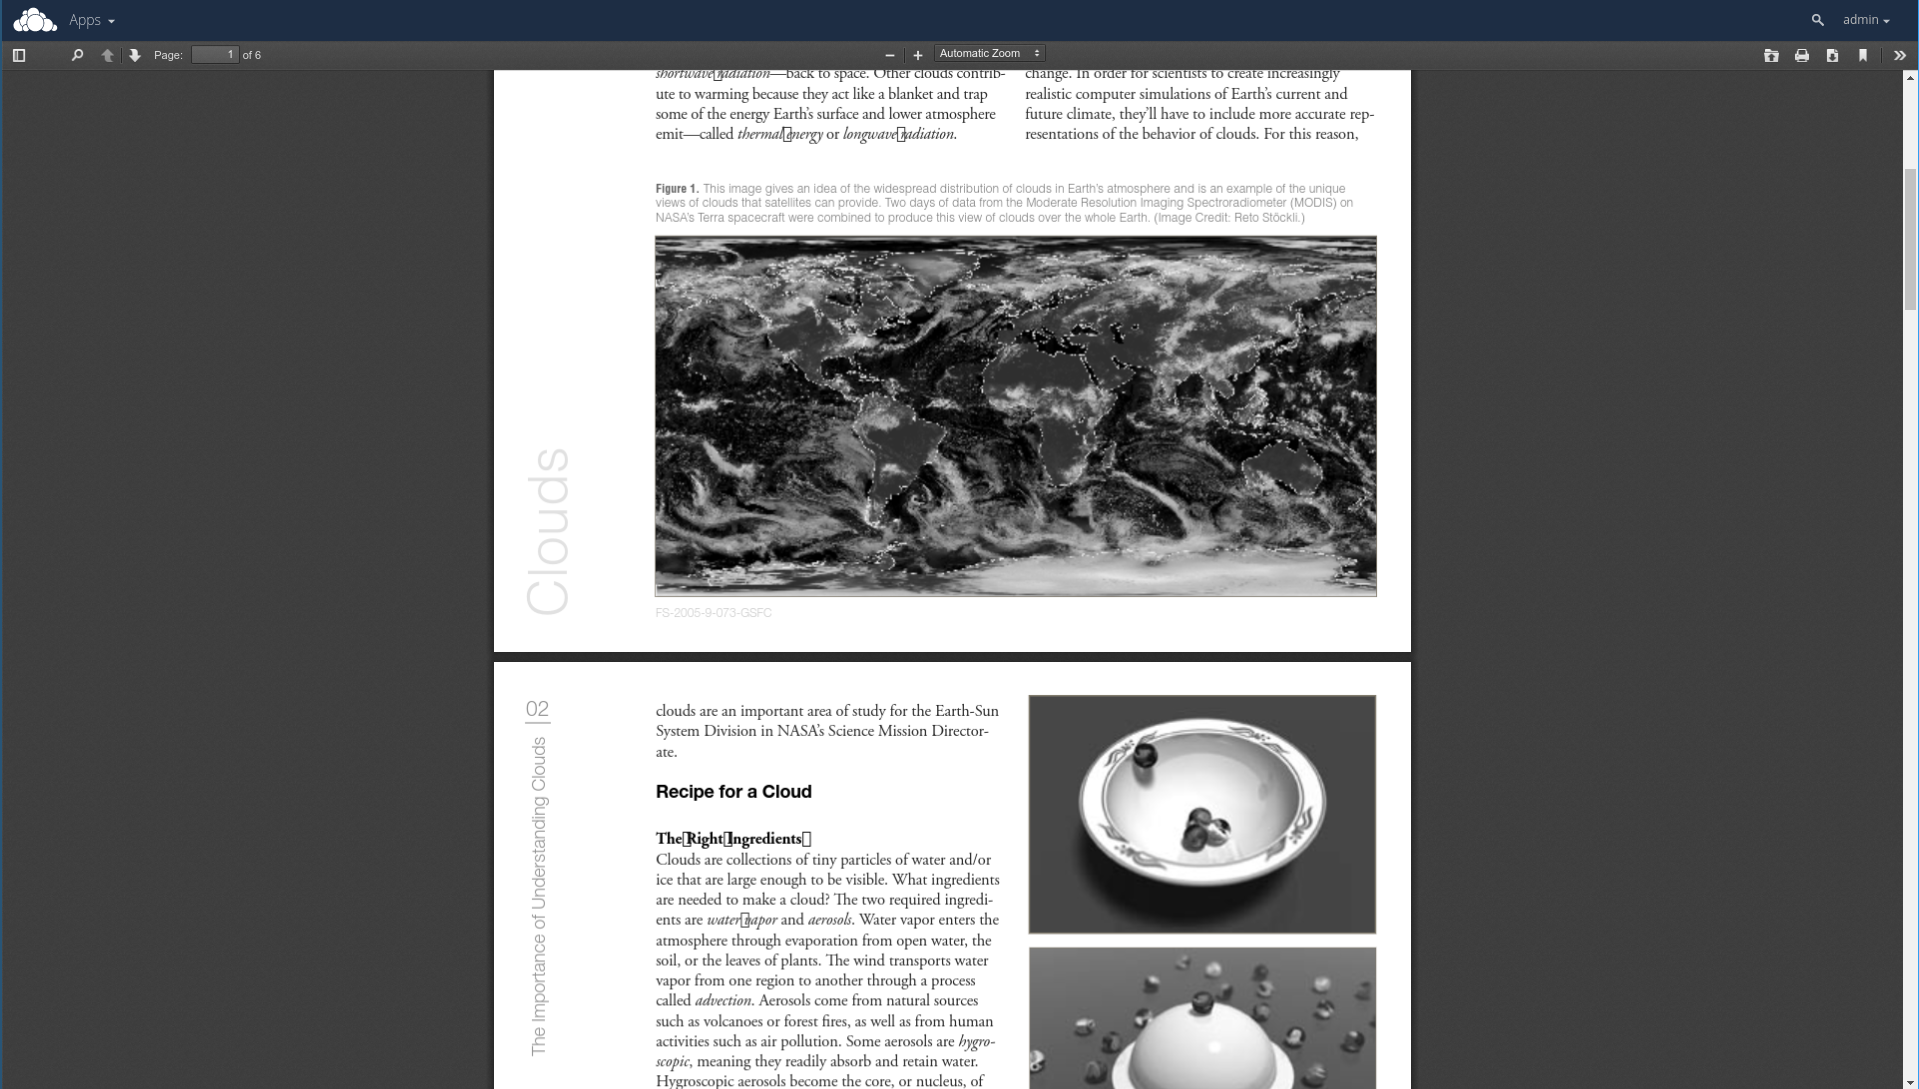 Apps
admin
Page: 1 of 6
Automatic Zoom
shortwave radiation—back to space. Other clouds contrib-
ute to warming because they act like a blanket and trap
some of the energy Earth's surface and lower atmosphere
emit—called thermal energy or longwave radiation.
change. In order for scientists to create increasingly
realistic computer simulations of Earth's current and
future climate, they'll have to include more accurate rep-
resentations of the behavior of clouds. For this reason,
Figure 1. This image gives an idea of the widespread distribution of clouds in Earth's atmosphere and is an example of the unique
views of clouds that satellites can provide. Two days of data from the Moderate Resolution Imaging Spectroradiometer (MODIS) on
NASA's Terra spacecraft were combined to produce this view of clouds over the whole Earth. (Image Credit: Reto Stöckli.)
Clouds
FS-2005-9-073-GSFC
02
The Importance of Understanding Clouds
clouds are an important area of study for the Earth-Sun
System Division in NASA's Science Mission Director-
ate.
Recipe for a Cloud
The Right Ingredients
Clouds are collections of tiny particles of water and/or
ice that are large enough to be visible. What ingredients
are needed to make a cloud? The two required ingredi-
ents are water vapor and aerosols. Water vapor enters the
atmosphere through evaporation from open water, the
soil, or the leaves of plants. The wind transports water
vapor from one region to another through a process
called advection. Aerosols come from natural sources
such as volcanoes or forest fires, as well as from human
activities such as air pollution. Some aerosols are hygro-
scopic, meaning they readily absorb and retain water.
Hygroscopic aerosols become the core, or nucleus, of